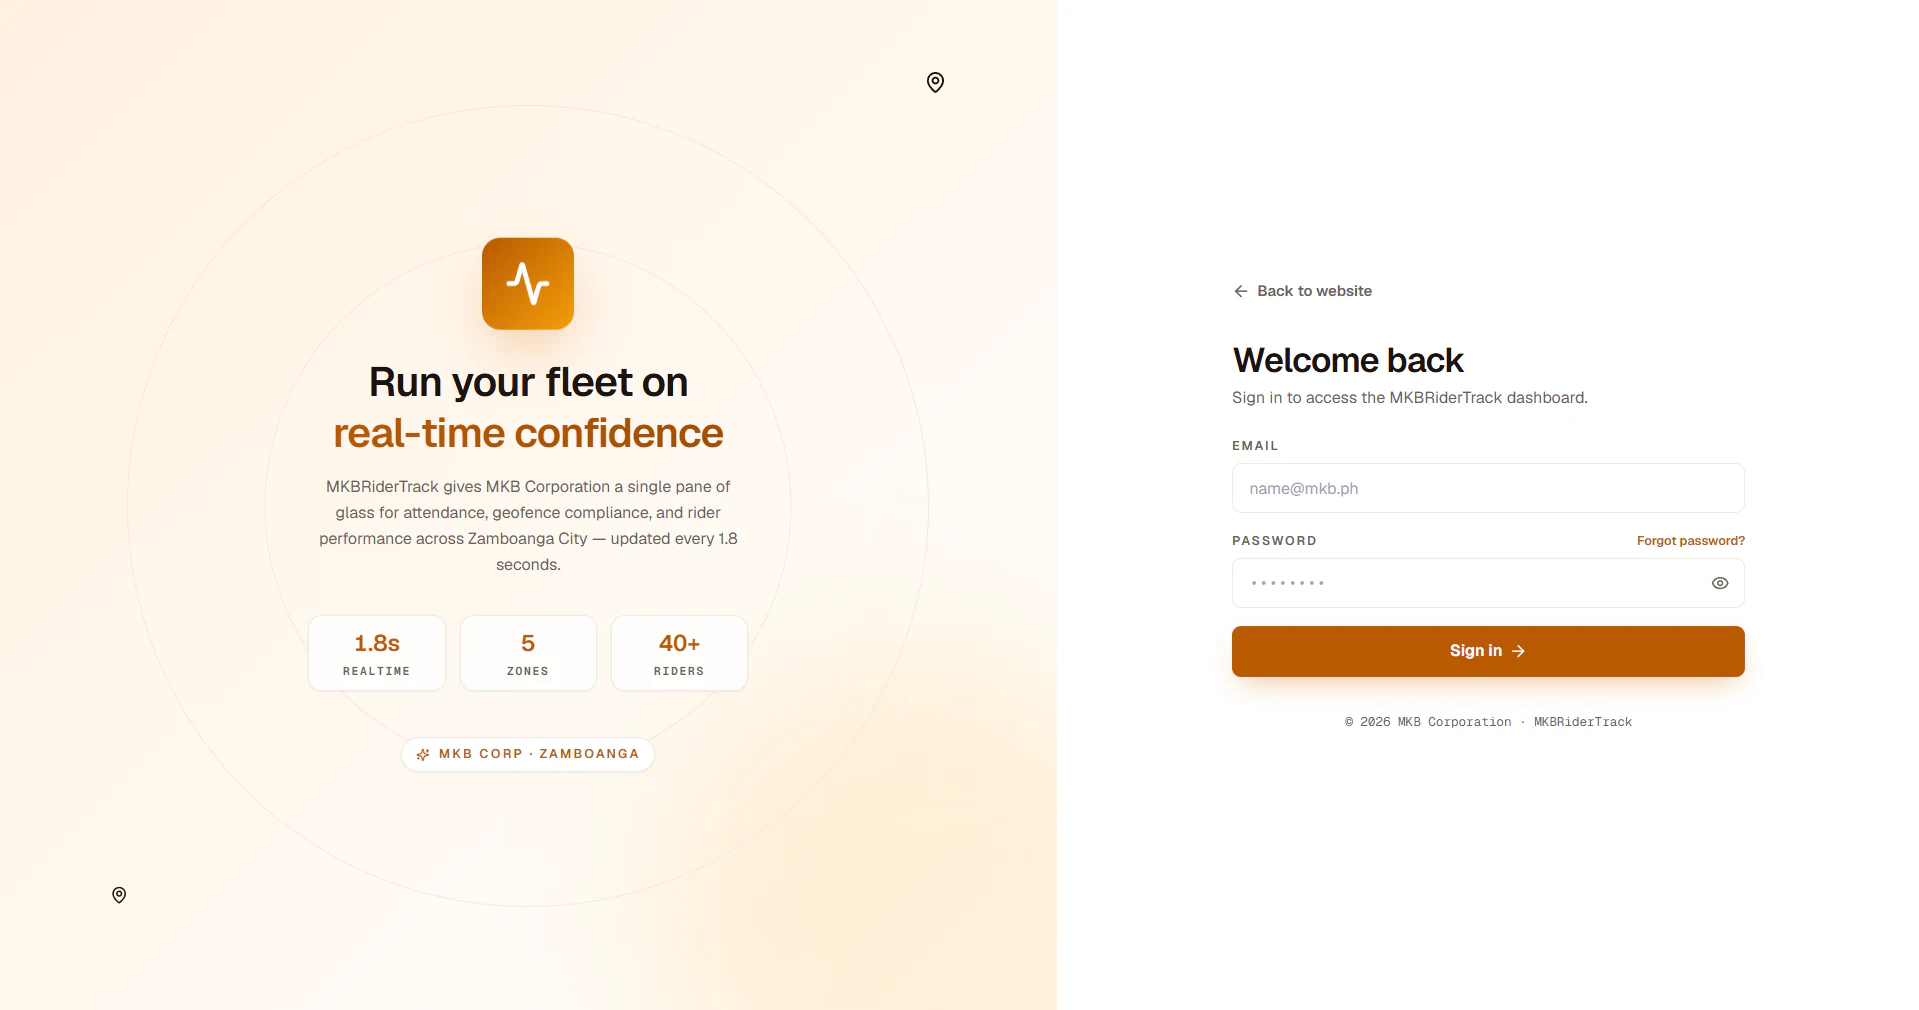 Run your fleet on
real-time confidence
MKBRiderTrack gives MKB Corporation a single pane of
glass for attendance, geofence compliance, and rider
performance across Zamboanga City — updated every 1.8
seconds.
1.8s
REALTIME
5
ZONES
40+
RIDERS
MKB CORP · ZAMBOANGA
Back to website
Welcome back
Sign in to access the MKBRiderTrack dashboard.
EMAIL
name@mkb.ph
PASSWORD
Forgot password?
••••••••
Sign in
© 2026 MKB Corporation · MKBRiderTrack